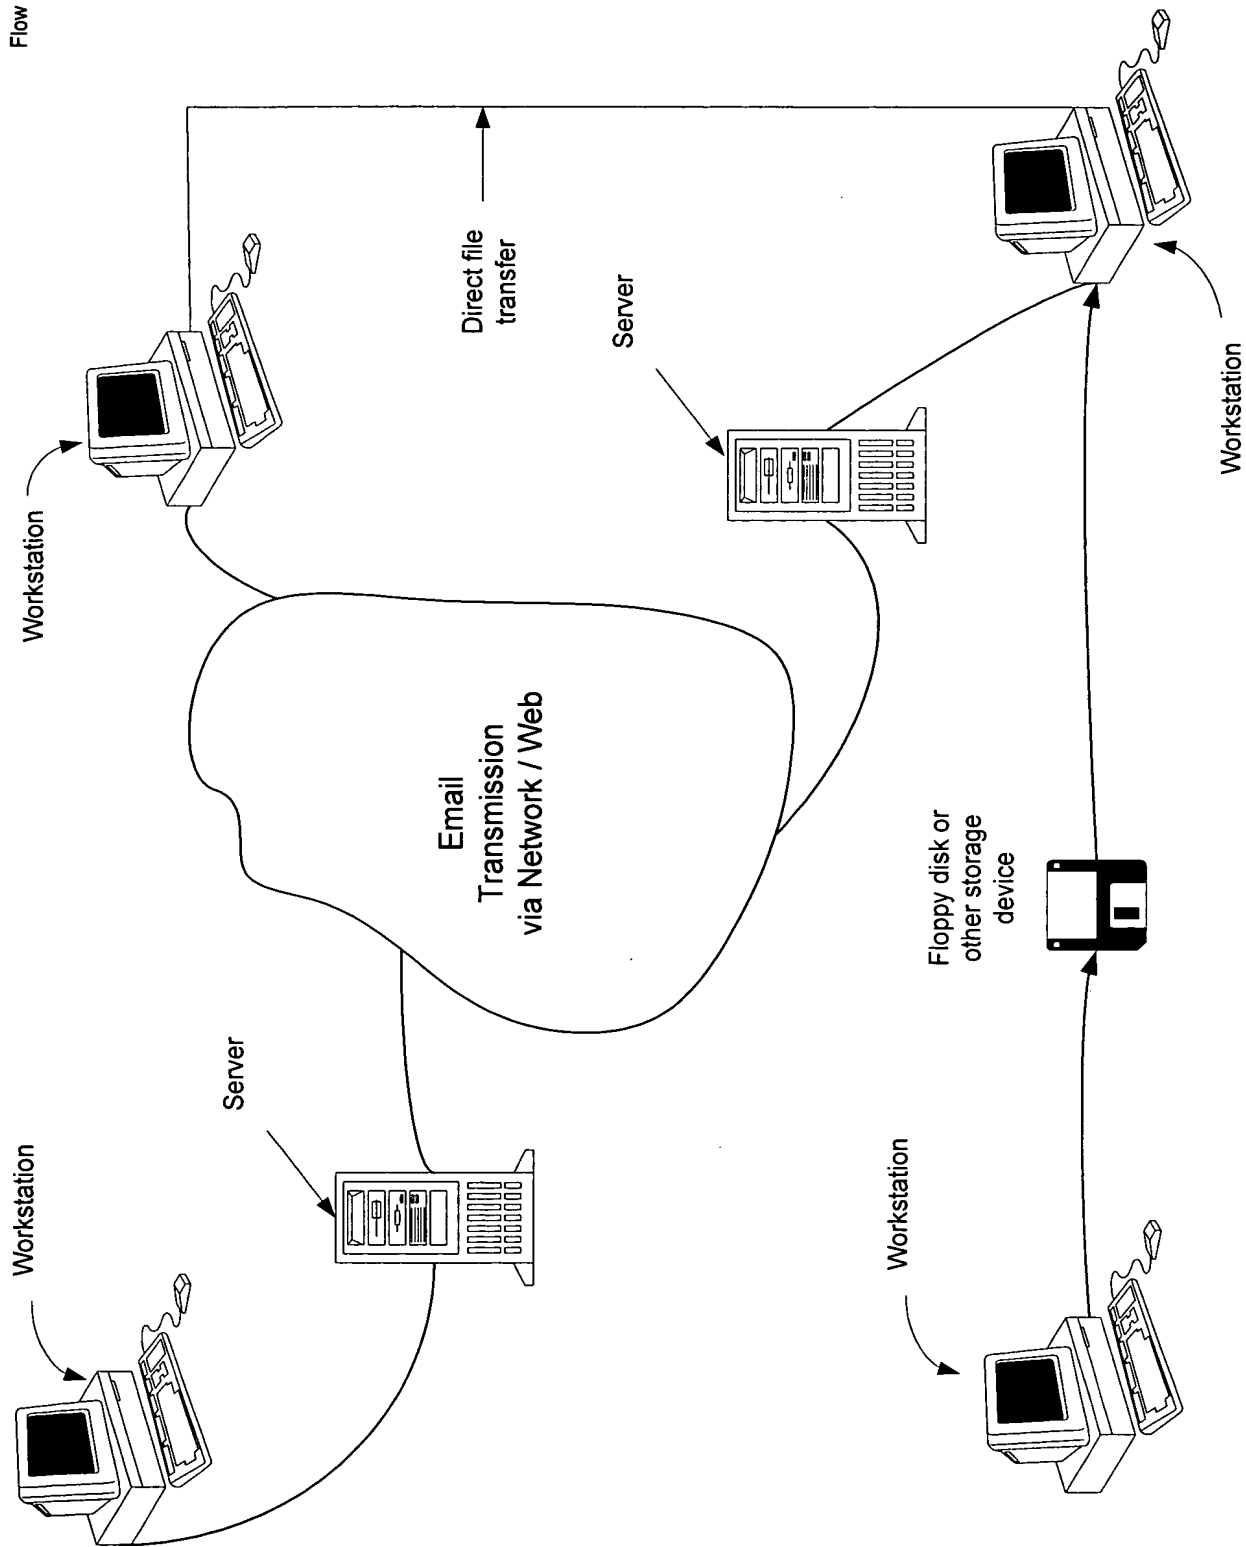 Flow
Workstation
Workstation
Server
Email
Transmission
via Network / Web
Direct file
transfer
Server
Workstation
Floppy disk or
other storage
device
Workstation